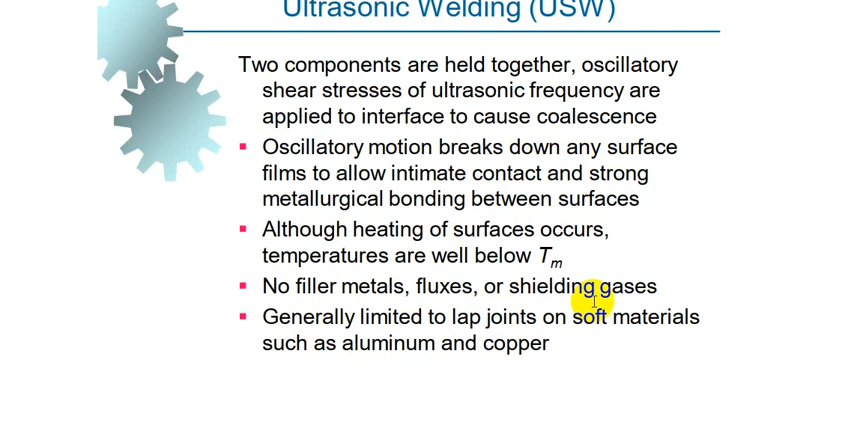 Ultrasonic Welding (USW)
Two components are held together, oscillatory
shear stresses of ultrasonic frequency are
applied to interface to cause coalescence
▪ Oscillatory motion breaks down any surface
films to allow intimate contact and strong
metallurgical bonding between surfaces
▪ Although heating of surfaces occurs,
temperatures are well below Tm
▪ No filler metals, fluxes, or shielding gases
▪ Generally limited to lap joints on soft materials
such as aluminum and copper